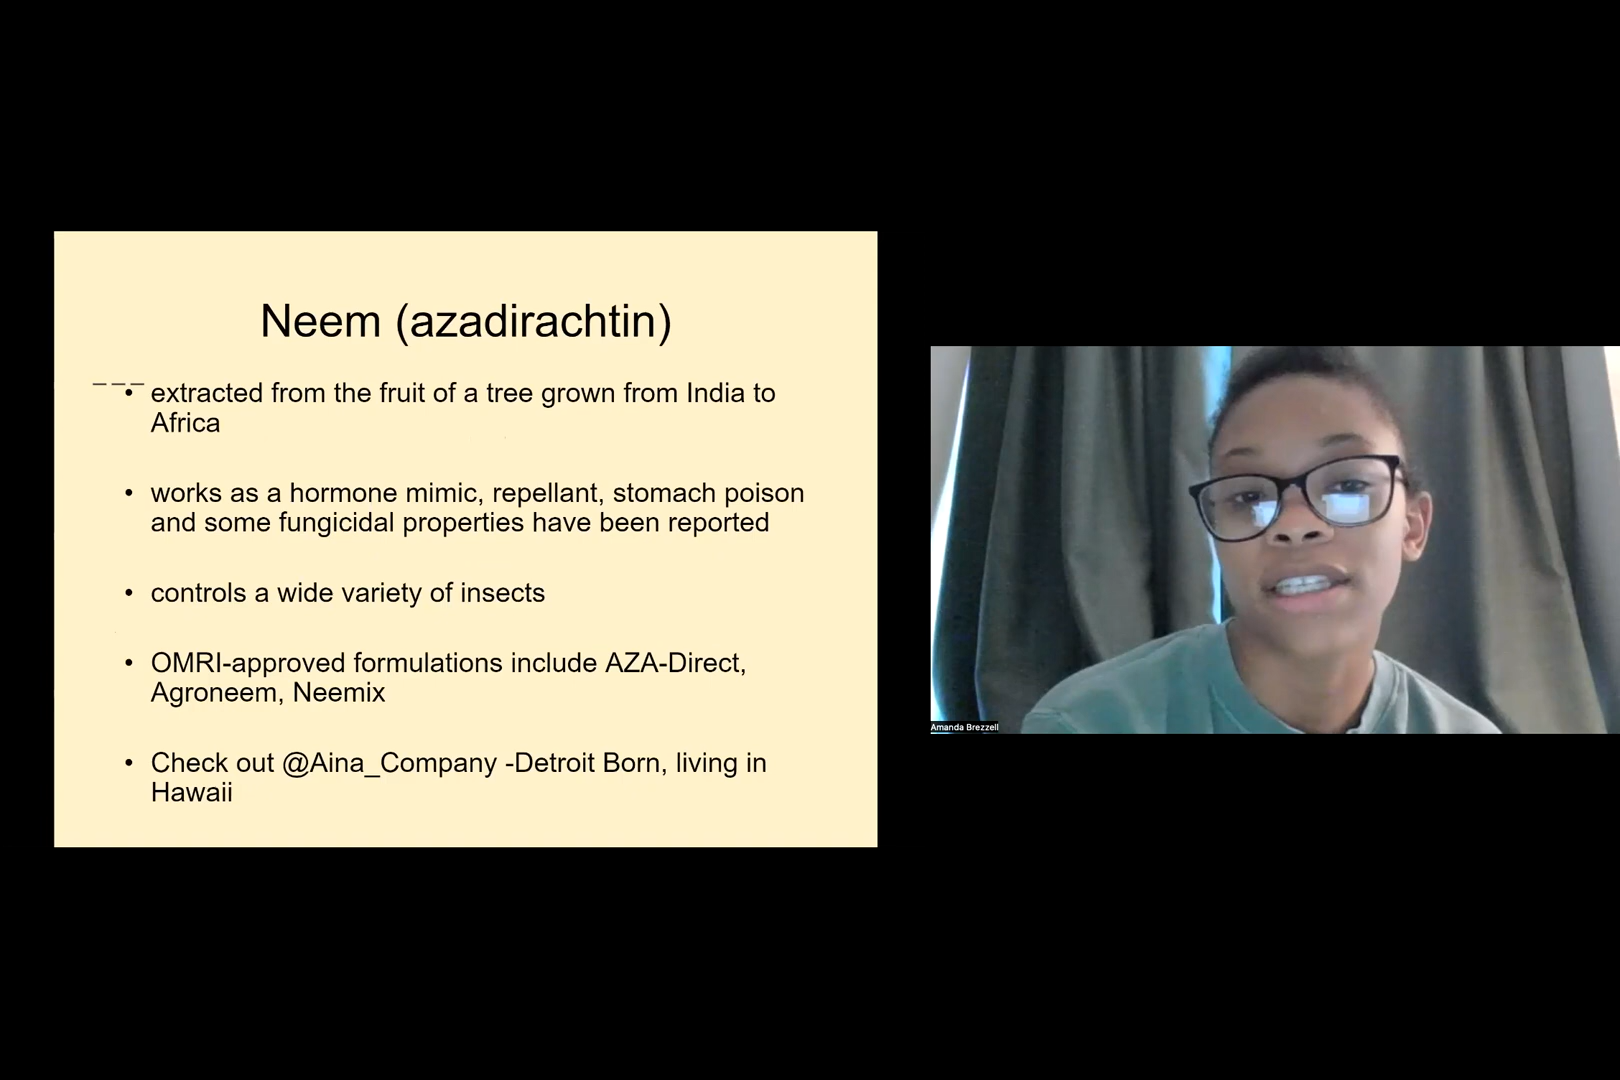 Neem (azadirachtin)
• extracted from the fruit of a tree grown from India to
Africa
• works as a hormone mimic, repellant, stomach poison
and some fungicidal properties have been reported
• controls a wide variety of insects
• OMRI-approved formulations include AZA-Direct,
Agroneem, Neemix
• Check out @Aina_Company -Detroit Born, living in
Hawaii
Amanda Brezzell